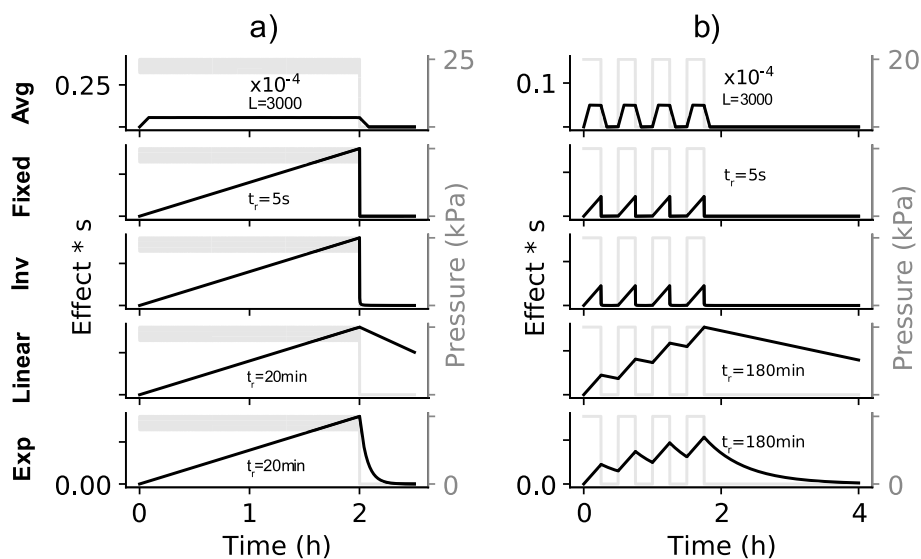 a)
b)
Avg
0.25
x10-4
L=3000
25
0.1
x10-4
L=3000
20
Fixed
tr=5s
tr=5s
Inv
Effect * s
Pressure (kPa)
Effect * s
Pressure (kPa)
Linear
tr=20min
tr=180min
Exp
tr=20min
tr=180min
0.00
0
0.0
0
0
1
2
0
2
4
Time (h)
Time (h)